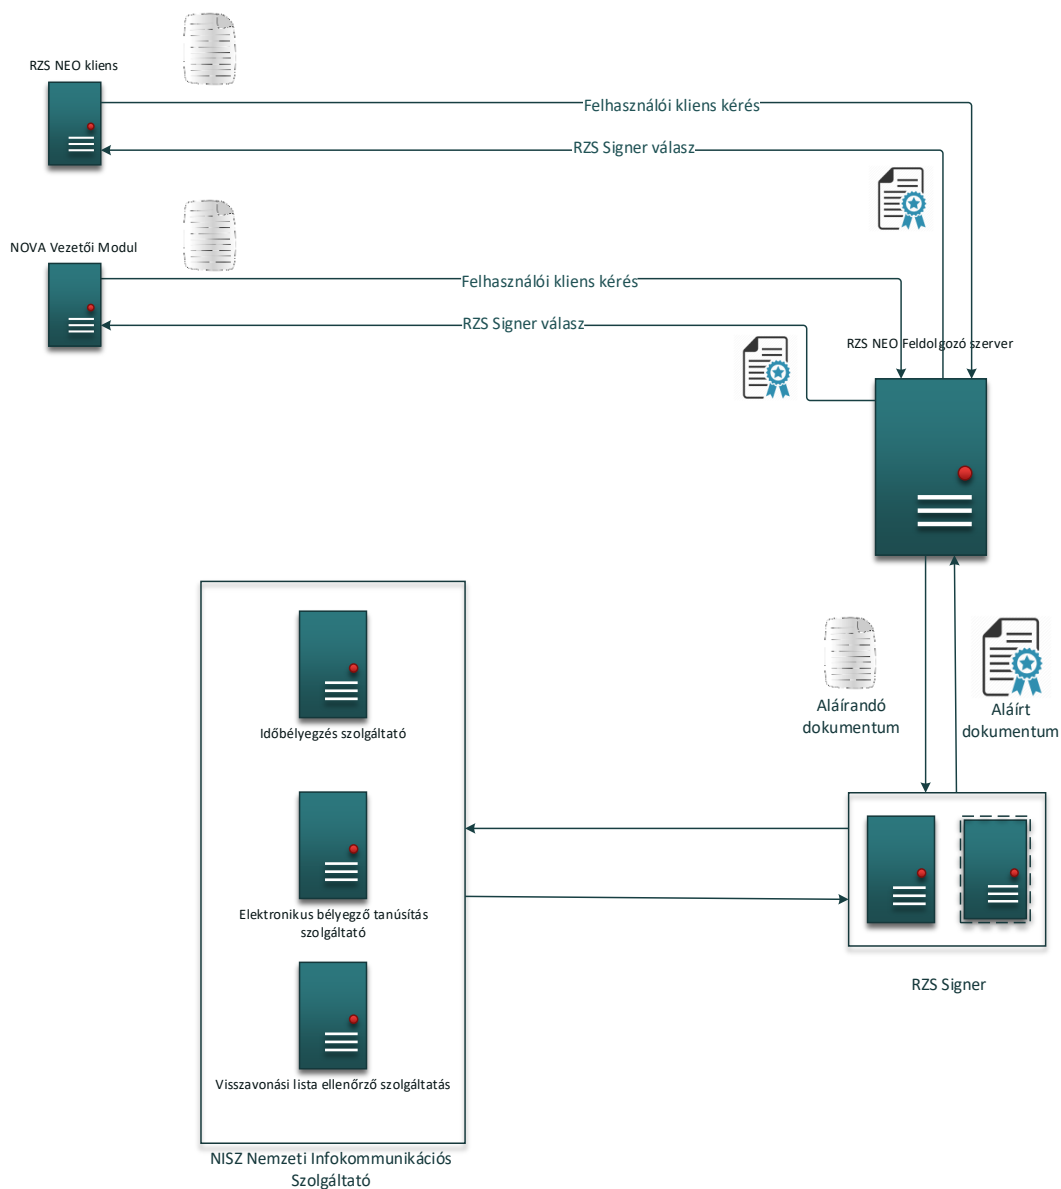 RZS NEO kliens
Felhasználói kliens kérés
RZS Signer válasz
NOVA Vezetői Modul
Felhasználói kliens kérés
RZS Signer válasz
RZS NEO Feldolgozó szerver
Aláírandó
dokumentum
Aláírt
dokumentum
Időbélyegzés szolgáltató
Elektronikus bélyegző tanúsítás
szolgáltató
RZS Signer
Visszavonási lista ellenőrző szolgáltatás
NISZ Nemzeti Infokommunikációs
Szolgáltató